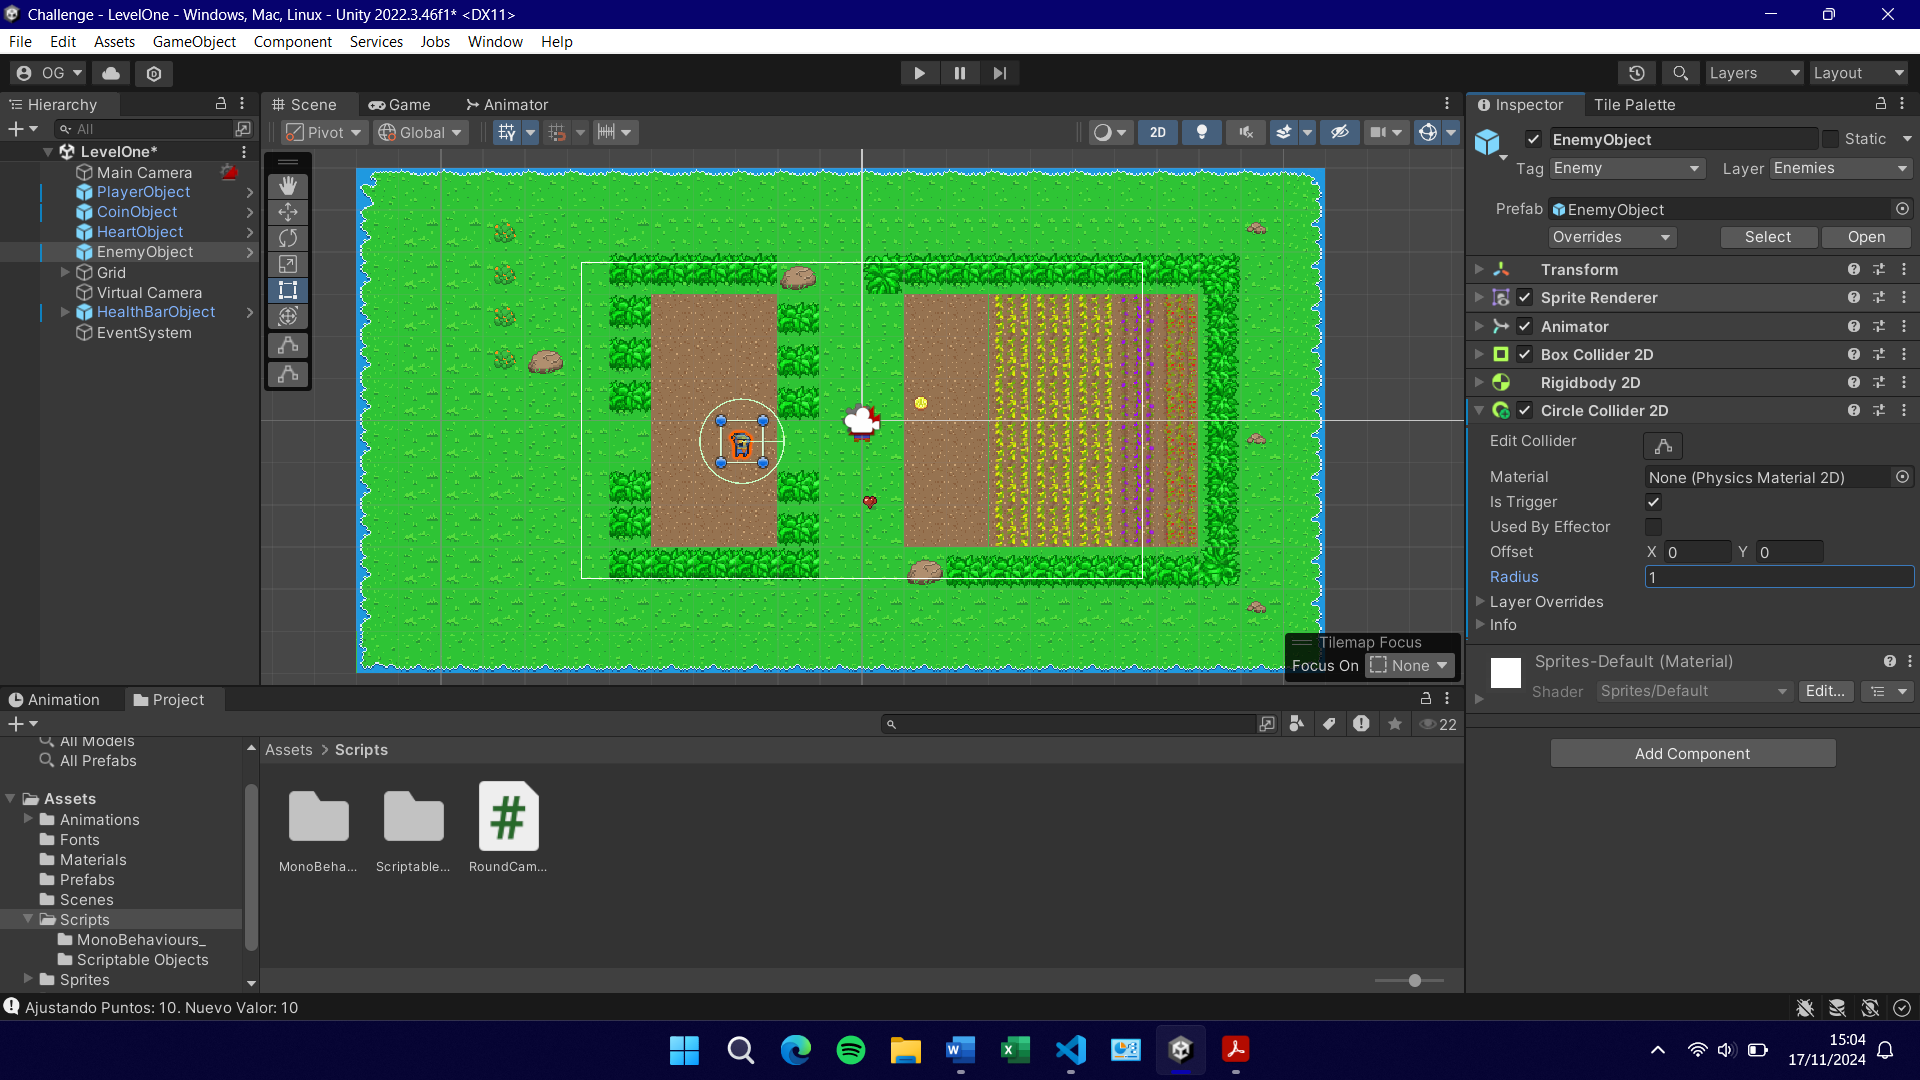 Challenge - LevelOne - Windows, Mac, Linux - Unity 2022.3.46f1* <DX11>
File Edit Assets GameObject Component Services Jobs Window Help
OG
Layers Layout
Hierarchy
All
LevelOne*
Main Camera
PlayerObject
CoinObject
HeartObject
EnemyObject
Grid
Virtual Camera
HealthBarObject
EventSystem
Scene Game Animator
Pivot Global 2D
Tilemap Focus
Focus On None
Inspector Tile Palette
EnemyObject Static
Tag Enemy Layer Enemies
Prefab EnemyObject
Overrides Select Open
Transform
Sprite Renderer
Animator
Box Collider 2D
Rigidbody 2D
Circle Collider 2D
Edit Collider
Material None (Physics Material 2D)
Is Trigger
Used By Effector
Offset X 0 Y 0
Radius 1
Layer Overrides
Info
Sprites-Default (Material)
Shader Sprites/Default Edit...
Add Component
Animation Project
22
All Models
All Prefabs
Assets
Animations
Fonts
Materials
Prefabs
Scenes
Scripts
MonoBehaviours_
Scriptable Objects
Sprites
Assets > Scripts
MonoBeha... Scriptable... RoundCam...
Ajustando Puntos: 10. Nuevo Valor: 10
15:04
17/11/2024